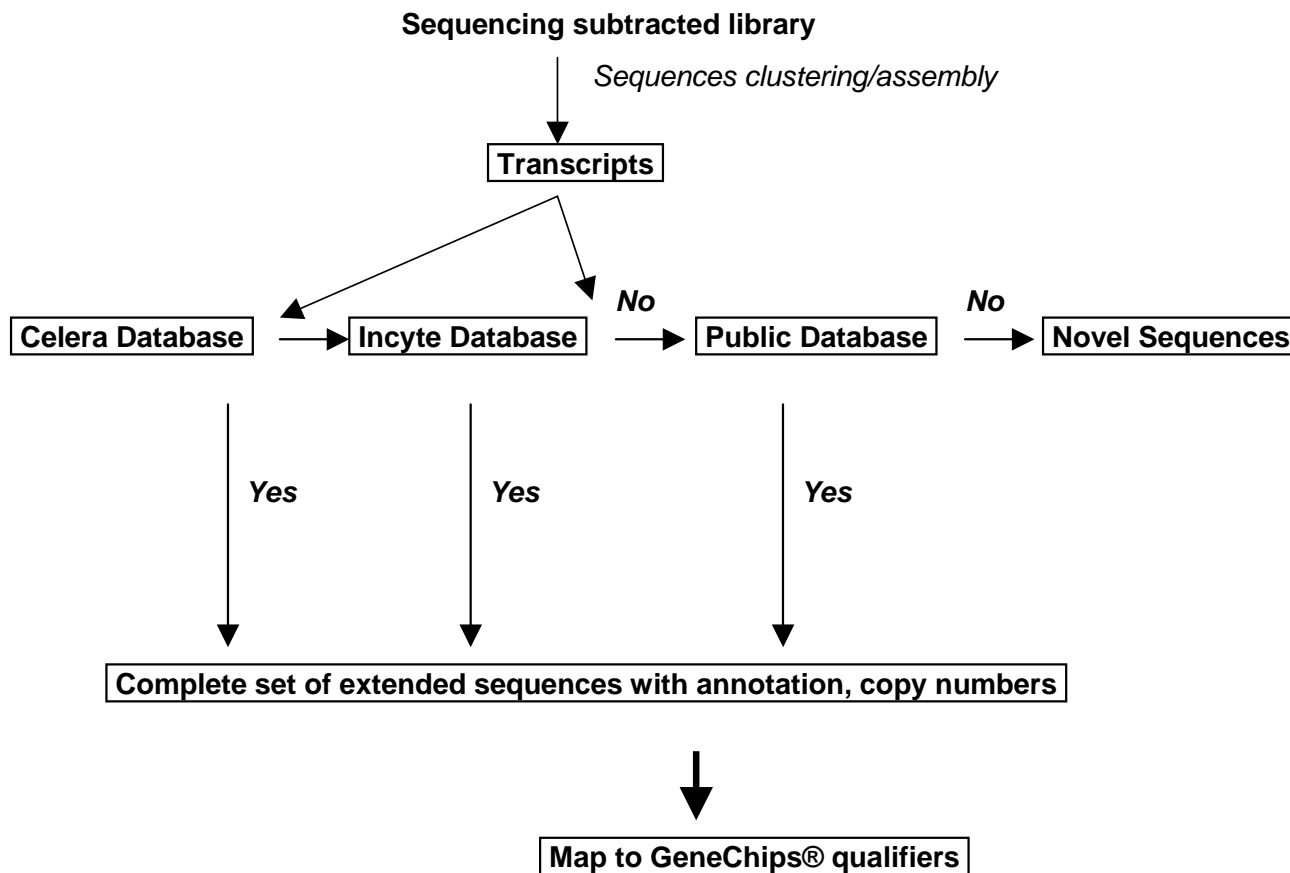 Sequencing subtracted library
Sequences clustering/assembly
Transcripts
No
No
Celera Database
Incyte Database
Public Database
Novel Sequences
Yes
Yes
Yes
Complete set of extended sequences with annotation, copy numbers
Map to GeneChips® qualifiers